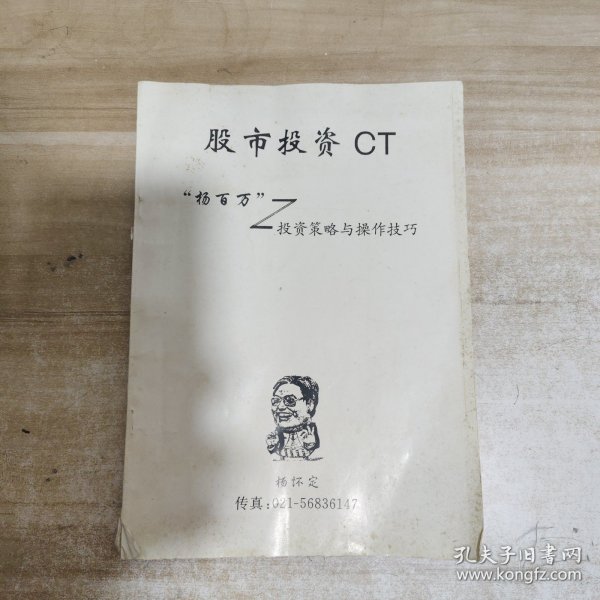 股市投资 CT
“杨百万”
投资策略与操作技巧
杨怀定
传真:021-56836147
孔夫子旧书网
www.kongfz.com